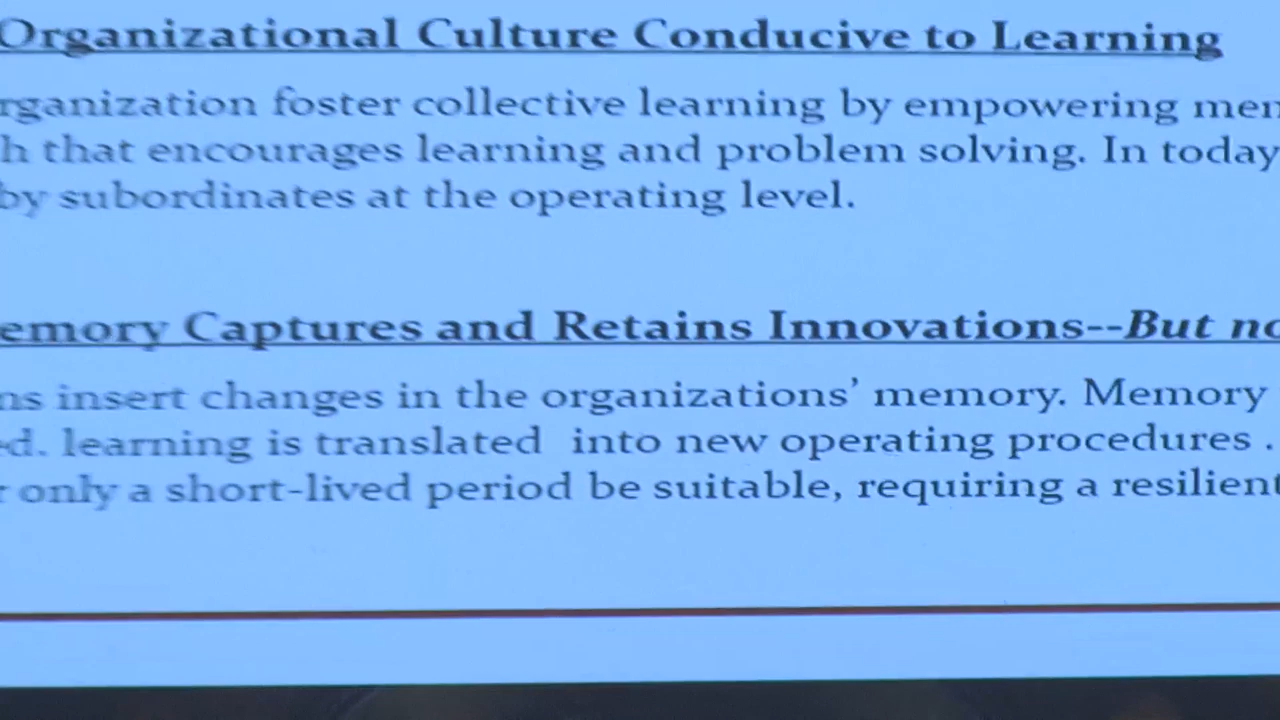 Organizational Culture Conducive to Learning
rganization foster collective learning by empowering mem
h that encourages learning and problem solving. In today
by subordinates at the operating level.
emory Captures and Retains Innovations--But no
ns insert changes in the organizations’ memory. Memory
ed. learning is translated into new operating procedures .
r only a short-lived period be suitable, requiring a resilient